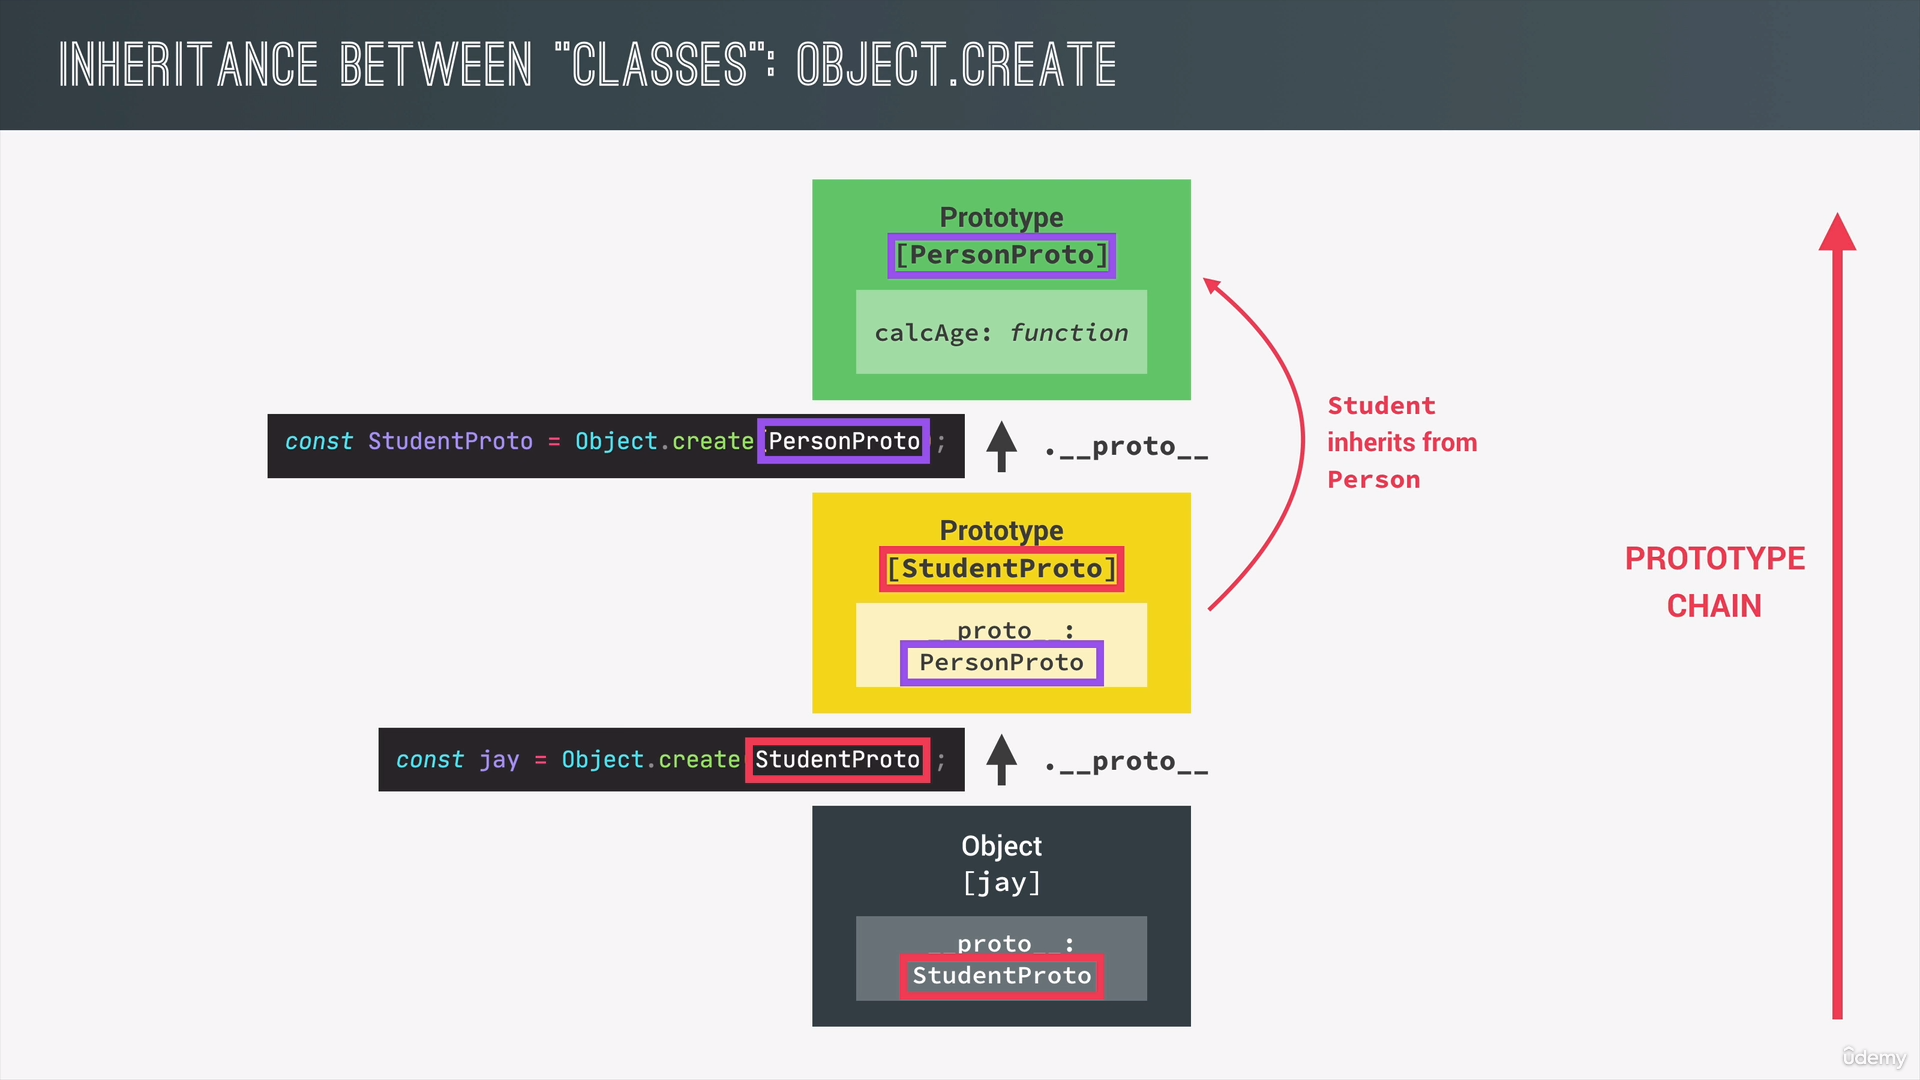 INHERITANCE BETWEEN "CLASSES": OBJECT.CREATE
Prototype
[PersonProto]
calcAge: function
const StudentProto = Object.create(PersonProto);
.__proto__
Student
inherits from
Person
Prototype
[StudentProto]
__proto__:
PersonProto
PROTOTYPE
CHAIN
const jay = Object.create(StudentProto);
.__proto__
Object
[jay]
__proto__:
StudentProto
ûdemy